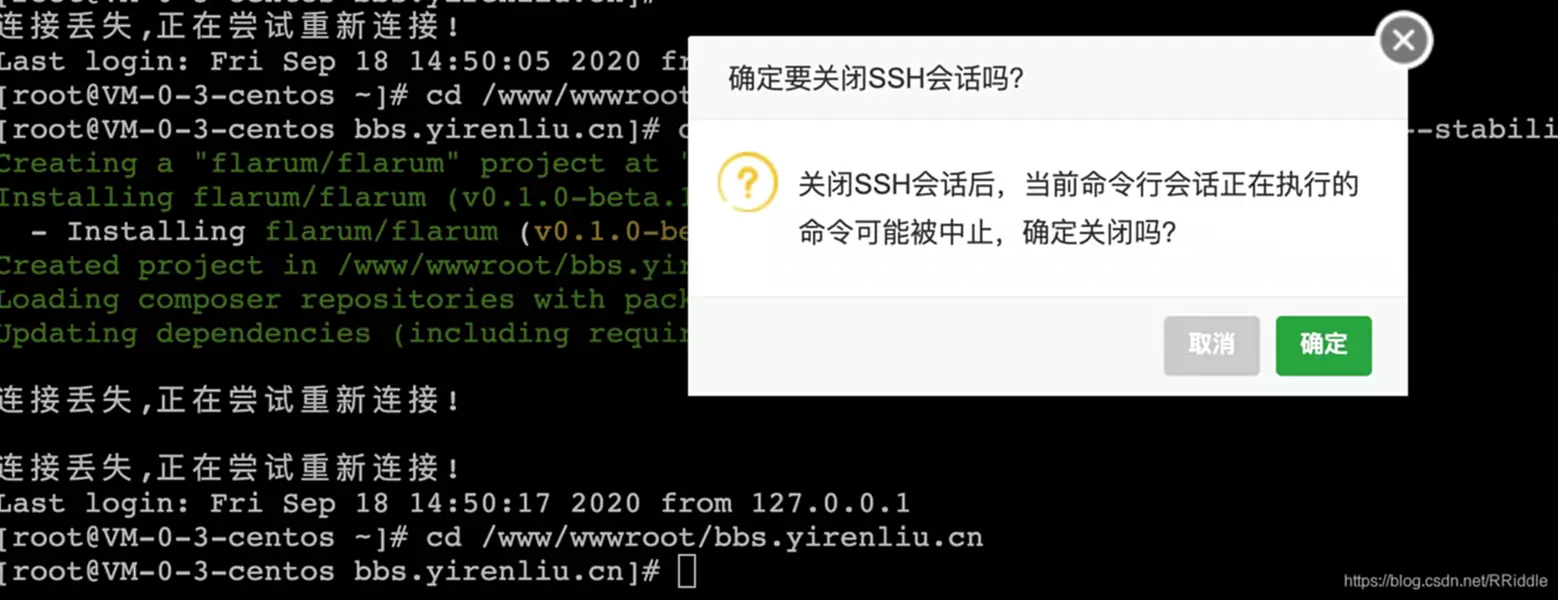 连接丢失,正在尝试重新连接!
Last login: Fri Sep 18 14:50:05 2020
[root@VM-0-3-centos ~]# cd /www/wwwroot
[root@VM-0-3-centos bbs.yirenliu.cn]# --stabili
Creating a "flarum/flarum" project at
Installing flarum/flarum (v0.1.0-beta.1
- Installing flarum/flarum (v0.1.0-be
Created project in /www/wwwroot/bbs.yir
Loading composer repositories with pack
Updating dependencies (including requir
确定要关闭SSH会话吗?
关闭SSH会话后，当前命令行会话正在执行的
命令可能被中止，确定关闭吗?
取消 确定
连接丢失,正在尝试重新连接!
连接丢失,正在尝试重新连接!
Last login: Fri Sep 18 14:50:17 2020 from 127.0.0.1
[root@VM-0-3-centos ~]# cd /www/wwwroot/bbs.yirenliu.cn
[root@VM-0-3-centos bbs.yirenliu.cn]#
https://blog.csdn.net/RRiddle